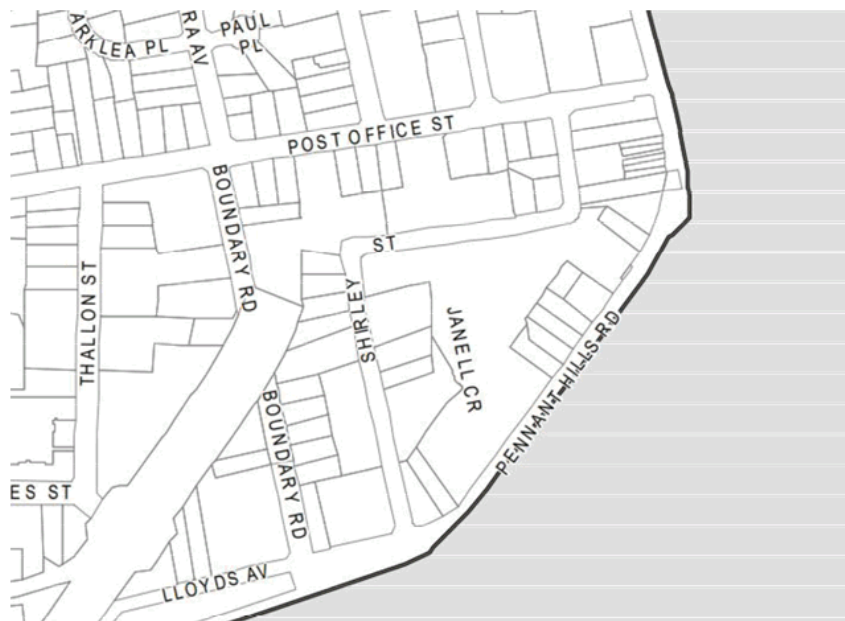 ARKLEA PL
RA AV
PAUL
PL
POST OFFICE ST
BOUNDARY RD
ST
SHIRLEY
THALLON ST
JANELL CR
PENNANT HILLS RD
BOUNDARY RD
ES ST
LLOYDS AV